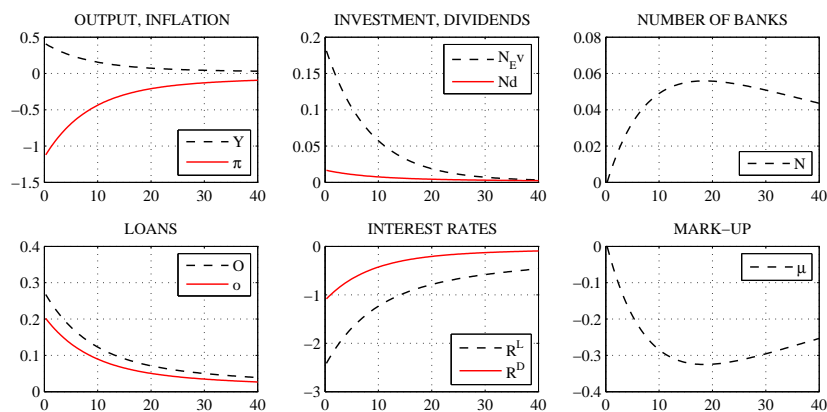 OUTPUT, INFLATION
0.5
0
−0.5
−1
−1.5
0 10 20 30 40
Y
π
INVESTMENT, DIVIDENDS
0.2
0.15
0.1
0.05
0
0 10 20 30 40
N_E v
Nd
NUMBER OF BANKS
0.08
0.06
0.04
0.02
0
0 10 20 30 40
N
LOANS
0.4
0.3
0.2
0.1
0
0 10 20 30 40
O
o
INTEREST RATES
0
−1
−2
−3
0 10 20 30 40
R^L
R^D
MARK−UP
0
−0.1
−0.2
−0.3
−0.4
0 10 20 30 40
μ